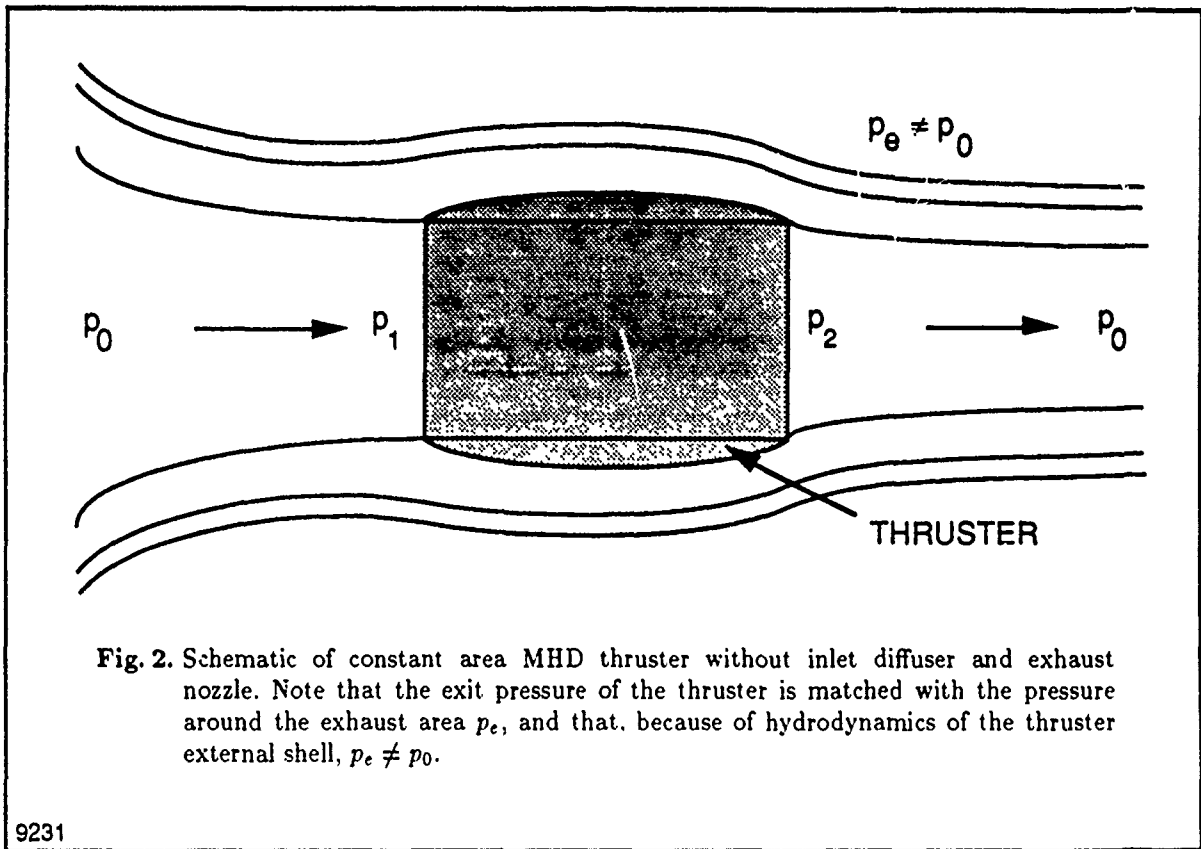 pₑ ≠ p₀
p₀ p₁ p₂ p₀
THRUSTER
Fig. 2. Schematic of constant area MHD thruster without inlet diffuser and exhaust
nozzle. Note that the exit pressure of the thruster is matched with the pressure
around the exhaust area pₑ, and that. because of hydrodynamics of the thruster
external shell, pₑ ≠ p₀.
9231